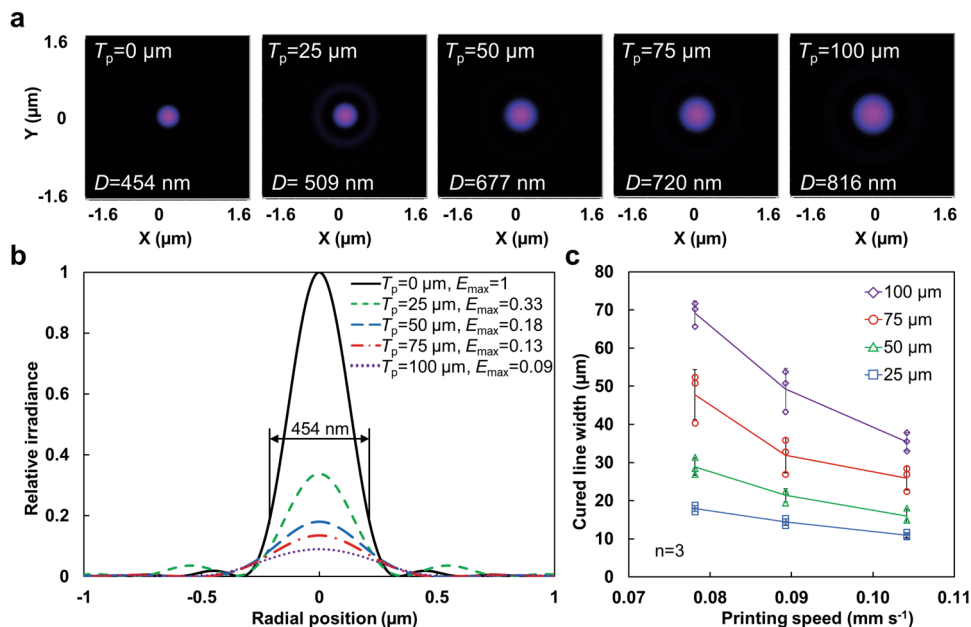 a
Tp=0 µm
Tp=25 µm
Tp=50 µm
Tp=75 µm
Tp=100 µm
D=454 nm
D= 509 nm
D=677 nm
D=720 nm
D=816 nm
1.6
0
-1.6
Y (µm)
-1.6 0 1.6
-1.6 0 1.6
-1.6 0 1.6
-1.6 0 1.6
-1.6 0 1.6
X (µm)
X (µm)
X (µm)
X (µm)
X (µm)
b
1
0.8
0.6
0.4
0.2
0
Relative irradiance
Tp=0 µm, Emax=1
Tp=25 µm, Emax=0.33
Tp=50 µm, Emax=0.18
Tp=75 µm, Emax=0.13
Tp=100 µm, Emax=0.09
454 nm
-1 -0.5 0 0.5 1
Radial position (µm)
c
80
70
60
50
40
30
20
10
0
Cured line width (µm)
100 µm
75 µm
50 µm
25 µm
n=3
0.07 0.08 0.09 0.10 0.11
Printing speed (mm s⁻¹)